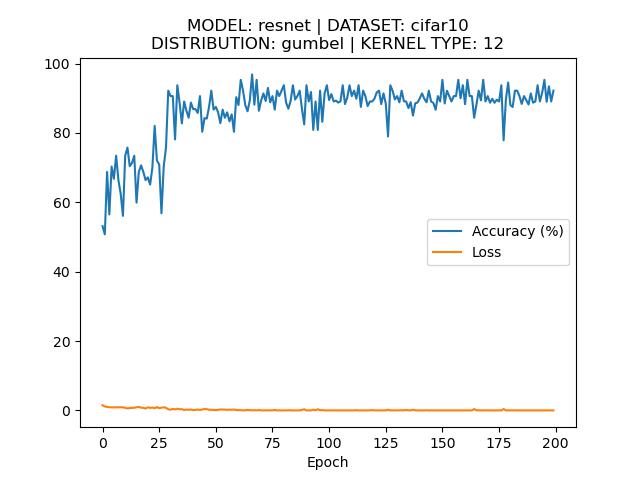 MODEL: resnet | DATASET: cifar10
DISTRIBUTION: gumbel | KERNEL TYPE: 12
100
80
60
40
20
0
Accuracy (%)
Loss
0 25 50 75 100 125 150 175 200
Epoch